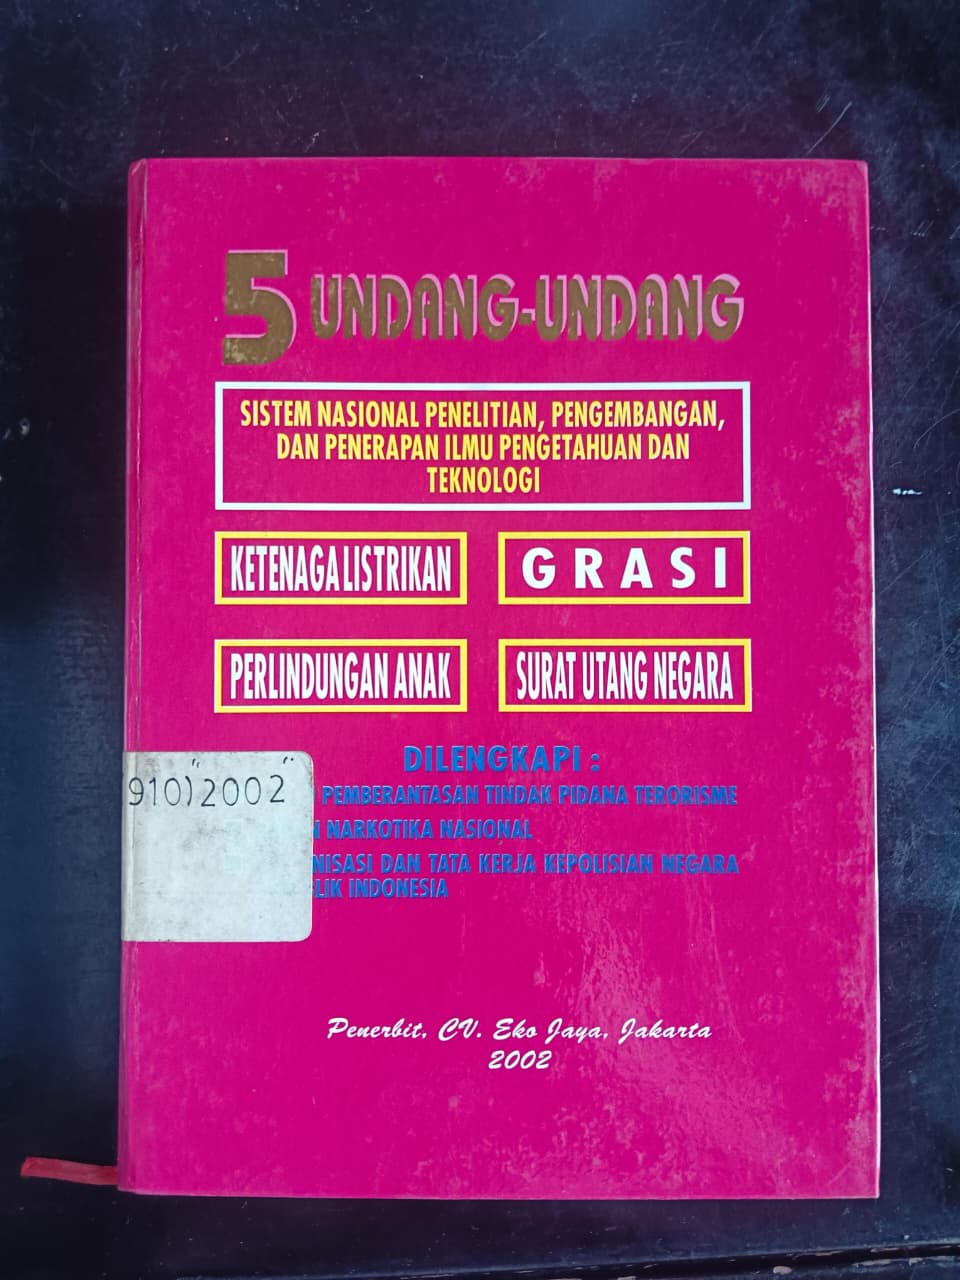 5 UNDANG-UNDANG
SISTEM NASIONAL PENELITIAN, PENGEMBANGAN,
DAN PENERAPAN ILMU PENGETAHUAN DAN
TEKNOLOGI
KETENAGALISTRIKAN
GRASI
PERLINDUNGAN ANAK
SURAT UTANG NEGARA
DILENGKAPI :
PEMBERANTASAN TINDAK PIDANA TERORISME
NARKOTIKA NASIONAL
NISASI DAN TATA KERJA KEPOLISIAN NEGARA
LIK INDONESIA
910)"2002".
Penerbit, CV. Eko Jaya, Jakarta
2002